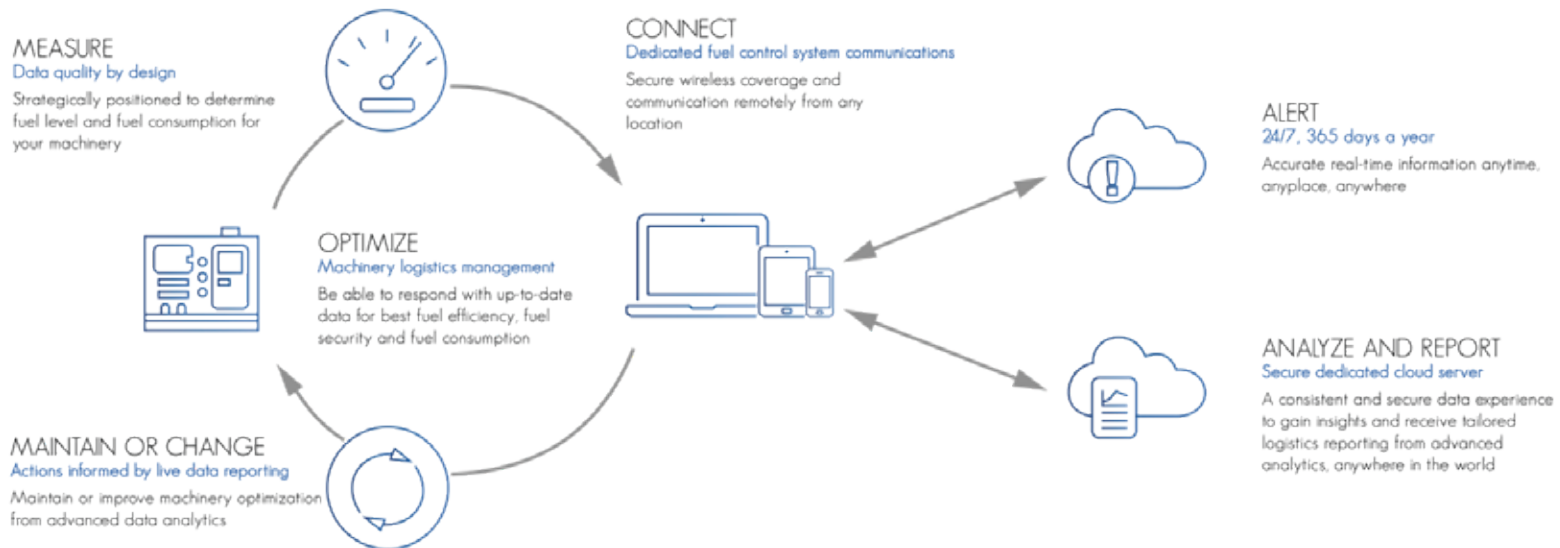 MEASURE
Data quality by design
Strategically positioned to determine
fuel level and fuel consumption for
your machinery
CONNECT
Dedicated fuel control system communications
Secure wireless coverage and
communication remotely from any
location
ALERT
24/7, 365 days a year
Accurate real-time information anytime,
anyplace, anywhere
OPTIMIZE
Machinery logistics management
Be able to respond with up-to-date
data for best fuel efficiency, fuel
security and fuel consumption
ANALYZE AND REPORT
Secure dedicated cloud server
A consistent and secure data experience
to gain insights and receive tailored
logistics reporting from advanced
analytics, anywhere in the world
MAINTAIN OR CHANGE
Actions informed by live data reporting
Maintain or improve machinery optimization
from advanced data analytics